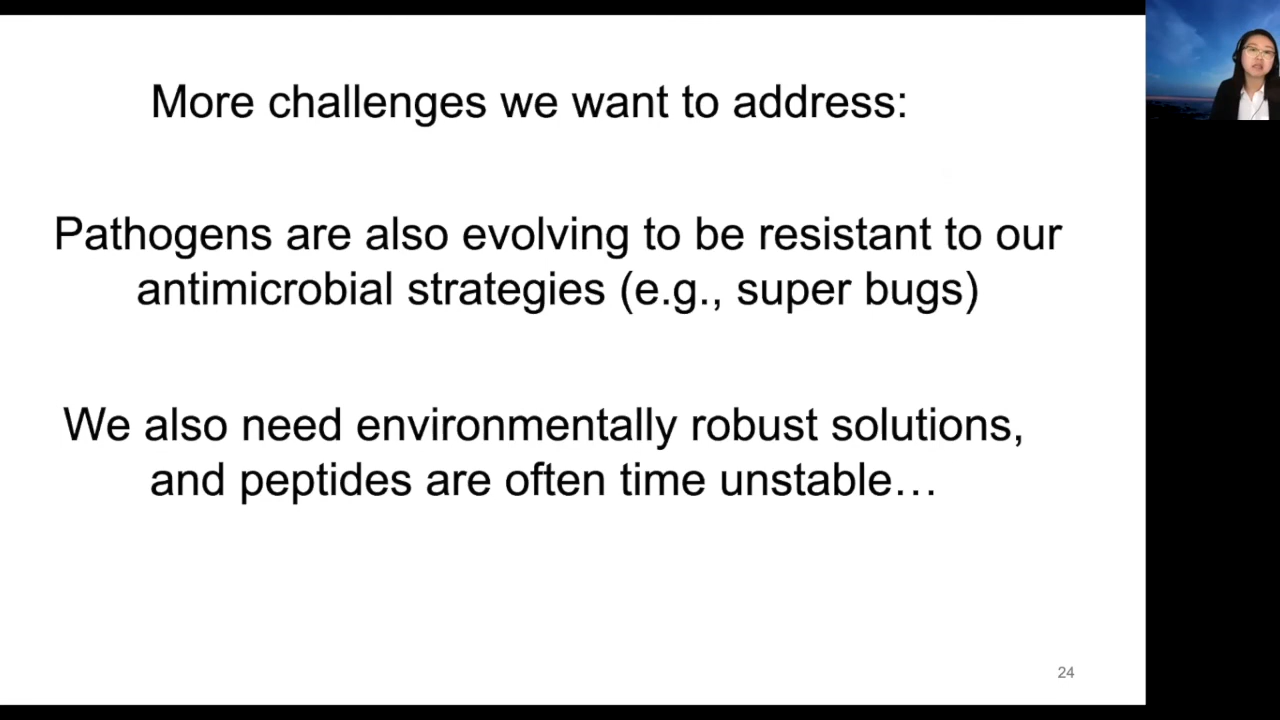 More challenges we want to address:
Pathogens are also evolving to be resistant to our
antimicrobial strategies (e.g., super bugs)
We also need environmentally robust solutions,
and peptides are often time unstable…
24